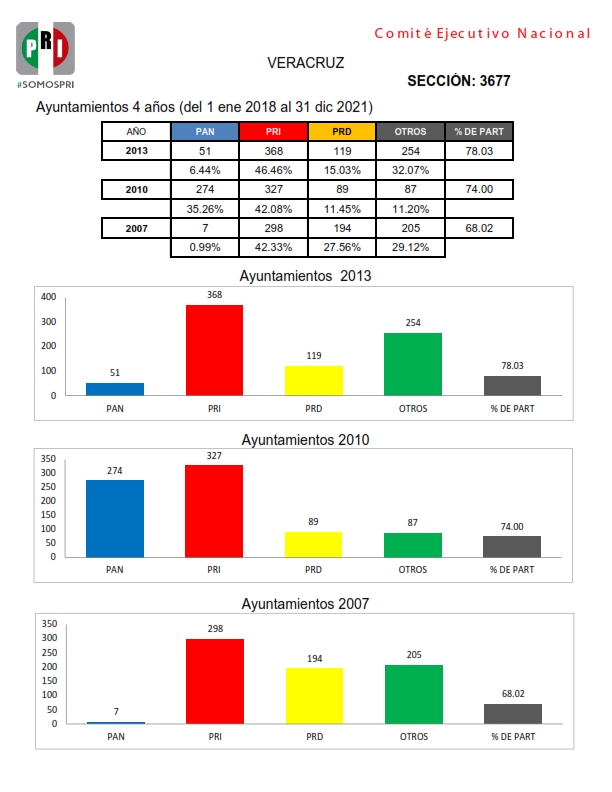 Comité Ejecutivo Nacional
PRI
#SOMOSPRI
VERACRUZ
SECCIÓN: 3677
Ayuntamientos 4 años (del 1 ene 2018 al 31 dic 2021)
AÑO PAN PRI PRD OTROS % DE PART
2013 51 368 119 254 78.03
6.44% 46.46% 15.03% 32.07%
2010 274 327 89 87 74.00
35.26% 42.08% 11.45% 11.20%
2007 7 298 194 205 68.02
0.99% 42.33% 27.56% 29.12%
Ayuntamientos 2013
400
300
200
100
0
51 368 119 254 78.03
PAN PRI PRD OTROS % DE PART
Ayuntamientos 2010
350
300
250
200
150
100
50
0
274 327 89 87 74.00
PAN PRI PRD OTROS % DE PART
Ayuntamientos 2007
350
300
250
200
150
100
50
0
7 298 194 205 68.02
PAN PRI PRD OTROS % DE PART